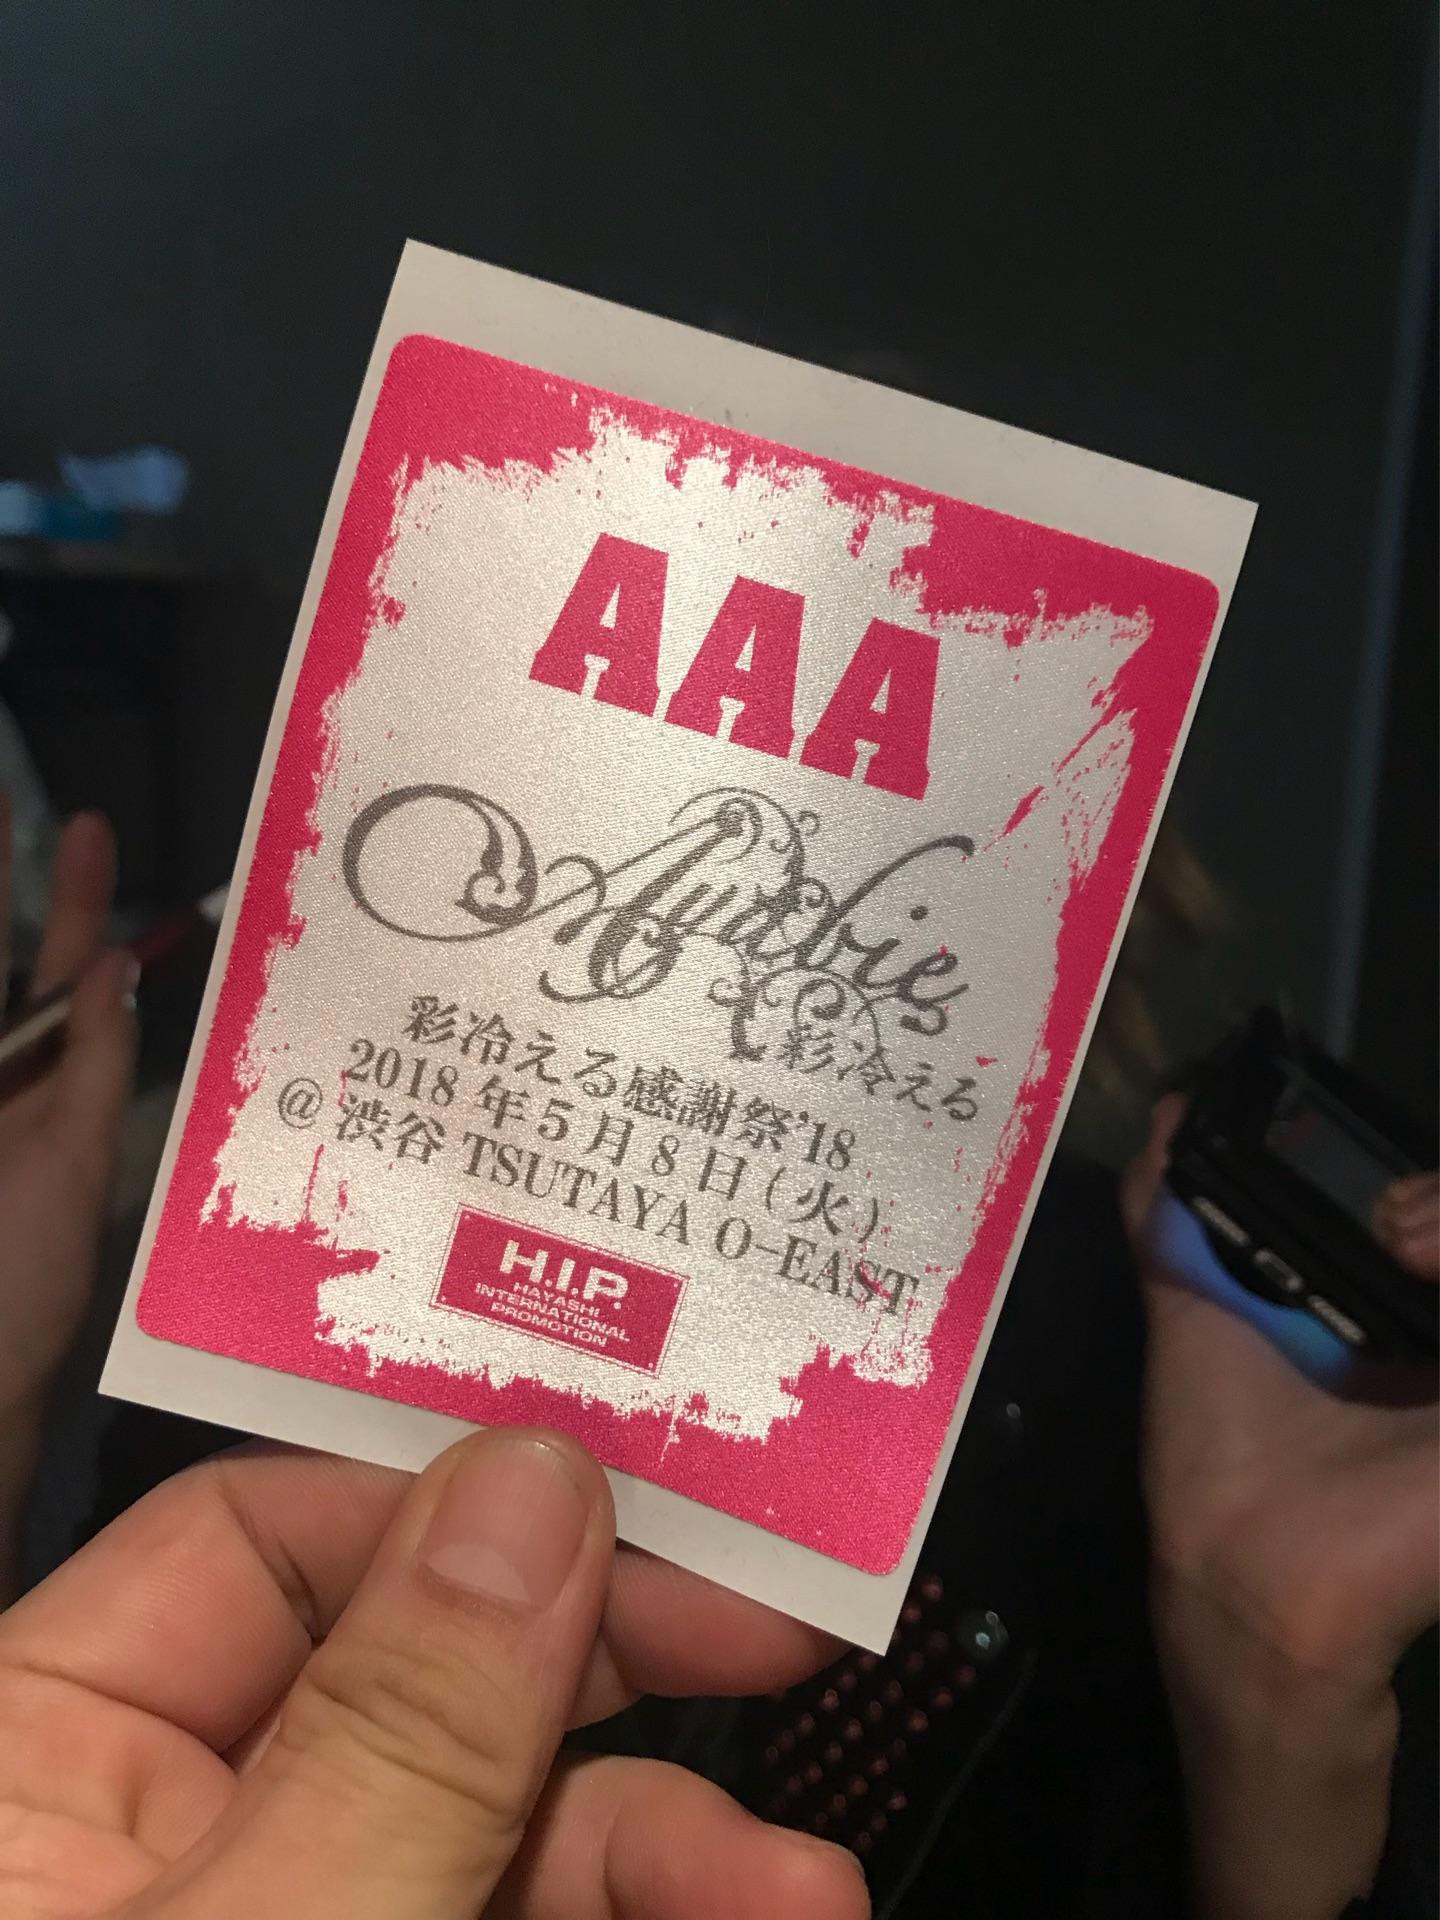 AAA
Ayabie
彩冷える
彩冷える感謝祭'18
2018年5月8日(火)
@渋谷 TSUTAYA O-EAST
H.I.P.
HAYASHI
INTERNATIONAL
PROMOTION